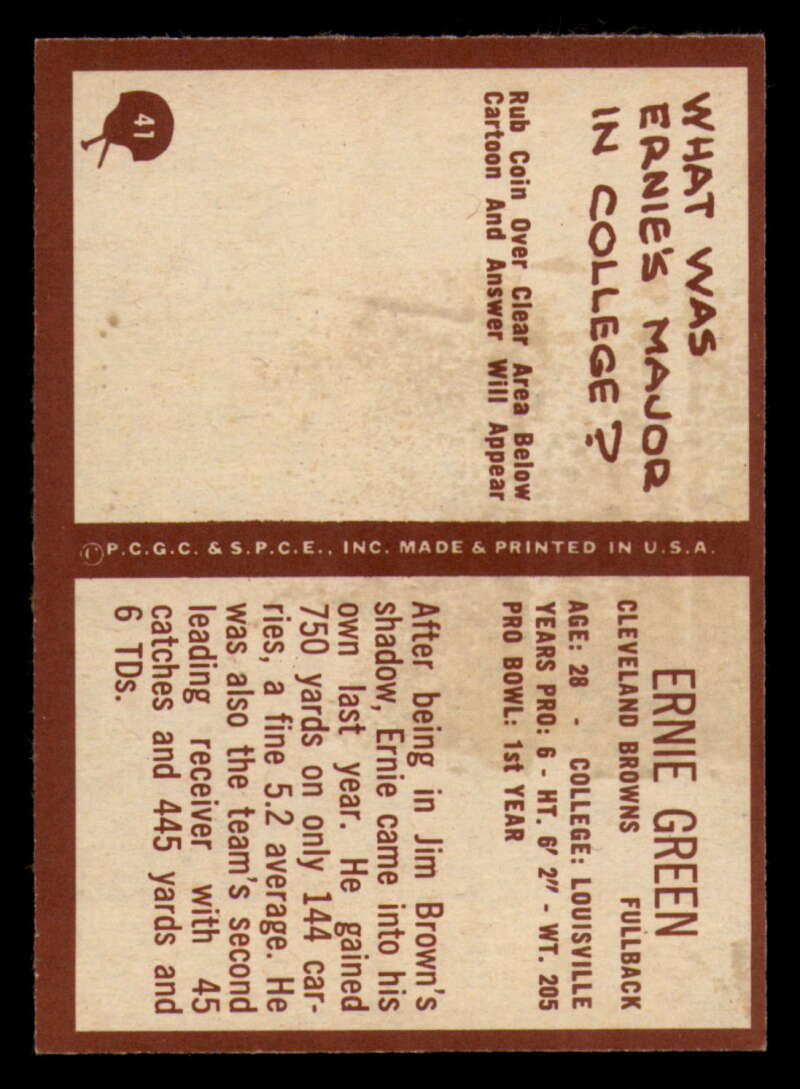 41
WHAT WAS
ERNIE'S MAJOR
IN COLLEGE?
Rub Coin Over Clear Area Below
Cartoon And Answer Will Appear
© P.C.G.C. & S.P.C.E., INC. MADE & PRINTED IN U.S.A.
ERNIE GREEN
CLEVELAND BROWNS FULLBACK
AGE: 28 - COLLEGE: LOUISVILLE
YEARS PRO: 6 - HT. 6' 2" - WT. 205
PRO BOWL: 1st YEAR
After being in Jim Brown's
shadow, Ernie came into his
own last year. He gained
750 yards on only 144 car-
ries, a fine 5.2 average. He
was also the team's second
leading receiver with 45
catches and 445 yards and
6 TDs.